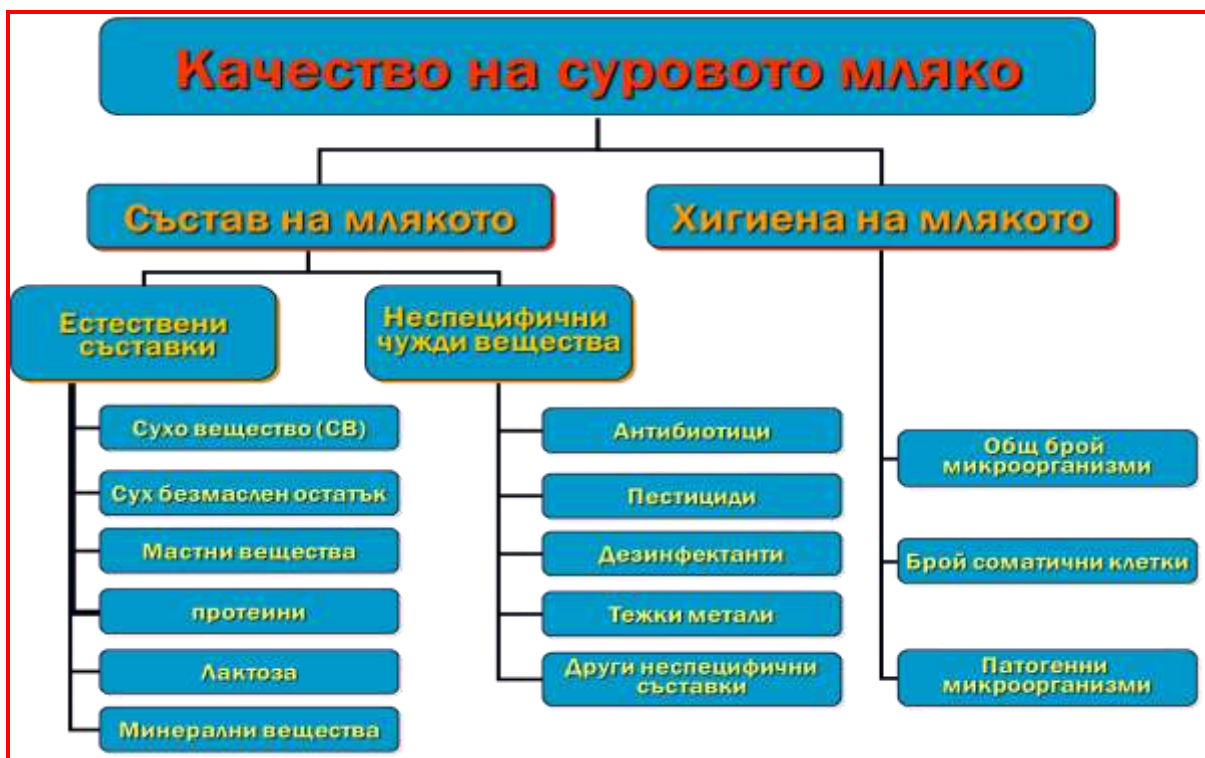 Качество на суровото мляко
Състав на млякото
Хигиена на млякото
Естествени
съставки
Неспецифични
чужди вещества
Сухо вещество (СВ)
Сух безмаслен остатък
Мастни вещества
протеини
Лактоза
Минерални вещества
Антибиотици
Пестициди
Дезинфектанти
Тежки метали
Други неспецифични
съставки
Общ брой
микроорганизми
Брой соматични клетки
Патогенни
микроорганизми